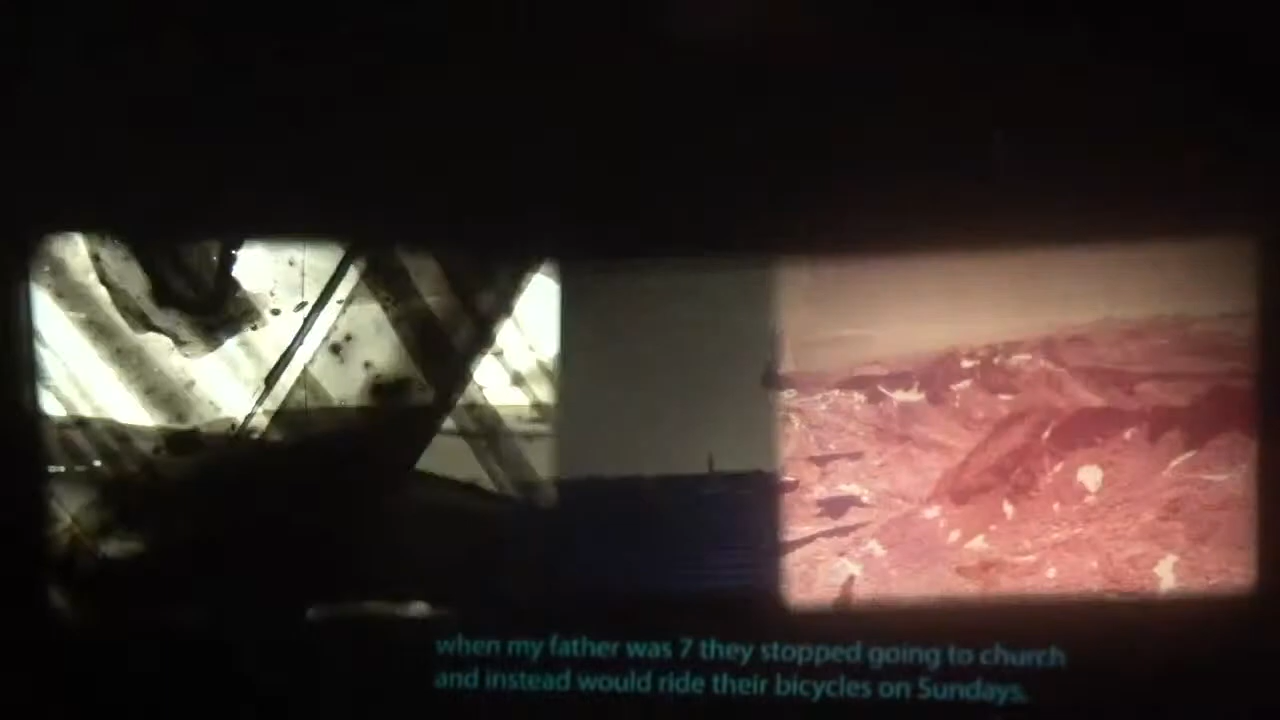 when my father was 7 they stopped going to church
and instead would ride their bicycles on Sundays.